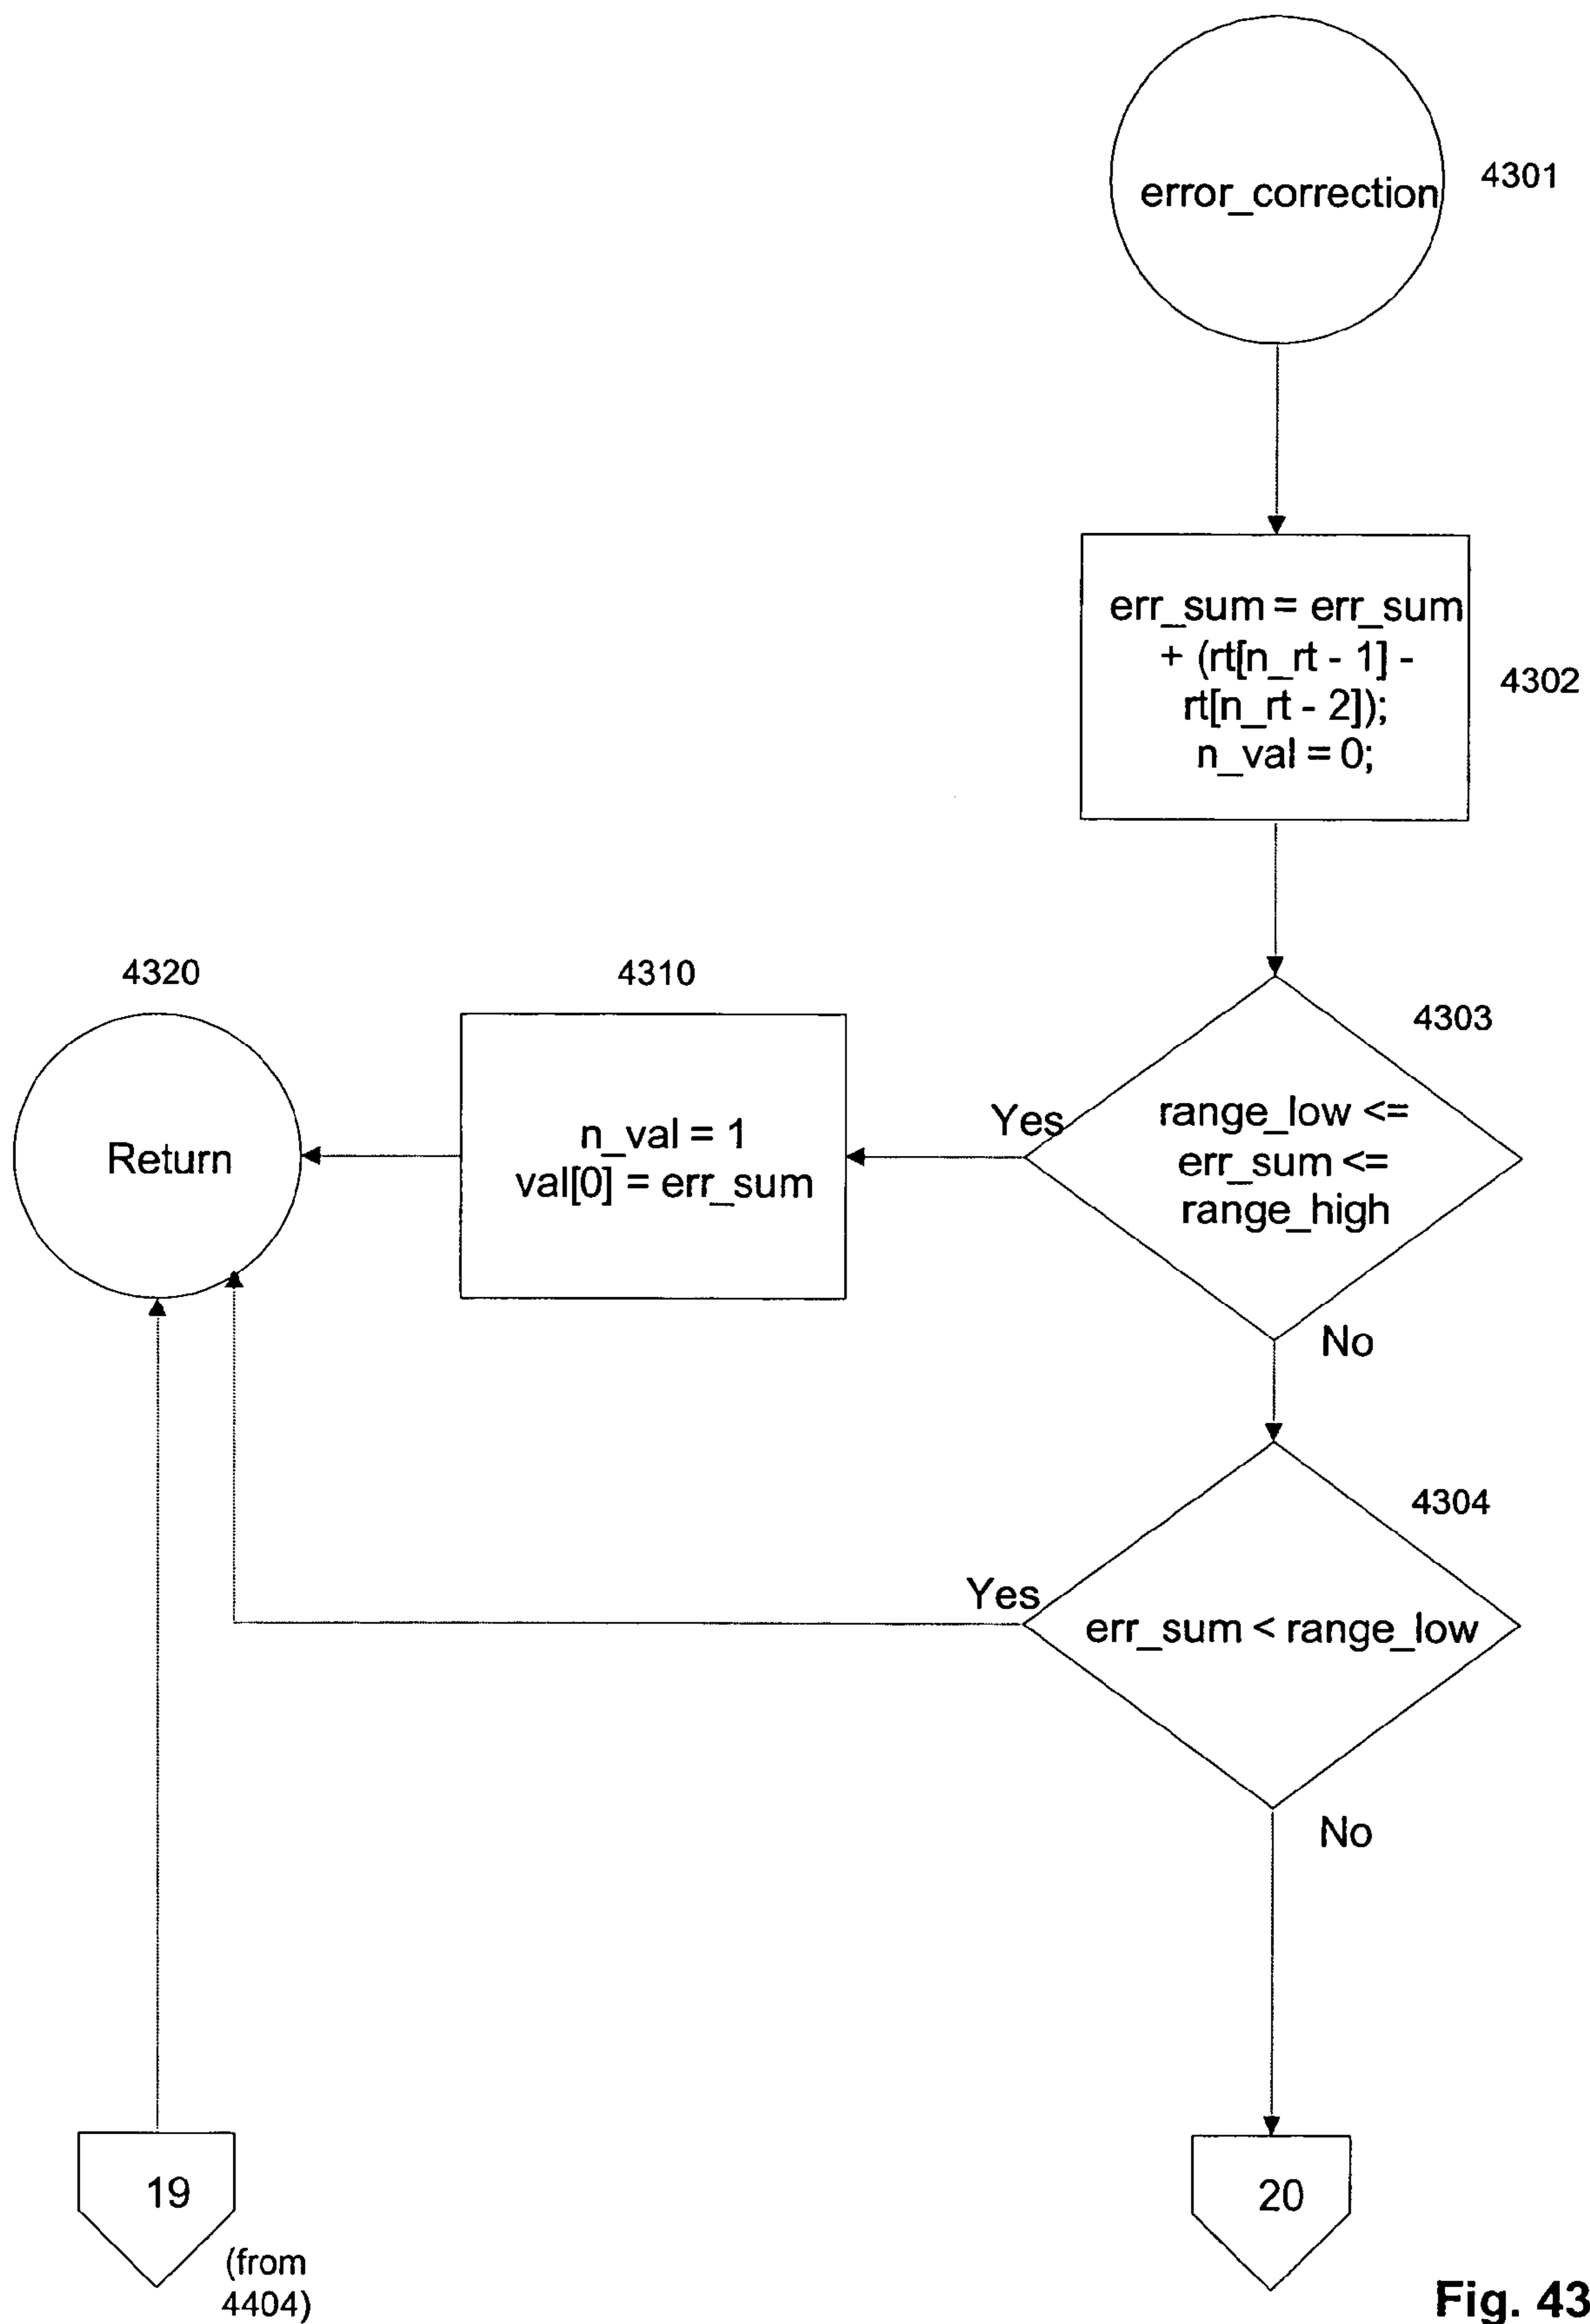 error_correction
4301
err_sum = err_sum
+ (rt[n_rt - 1] -
rt[n_rt - 2]);
n_val = 0;
4302
4320
4310
4303
Return
n_val = 1
val[0] = err_sum
Yes
range_low <=
err_sum <=
range_high
No
4304
Yes
err_sum < range_low
No
19
(from
4404)
20
Fig. 43